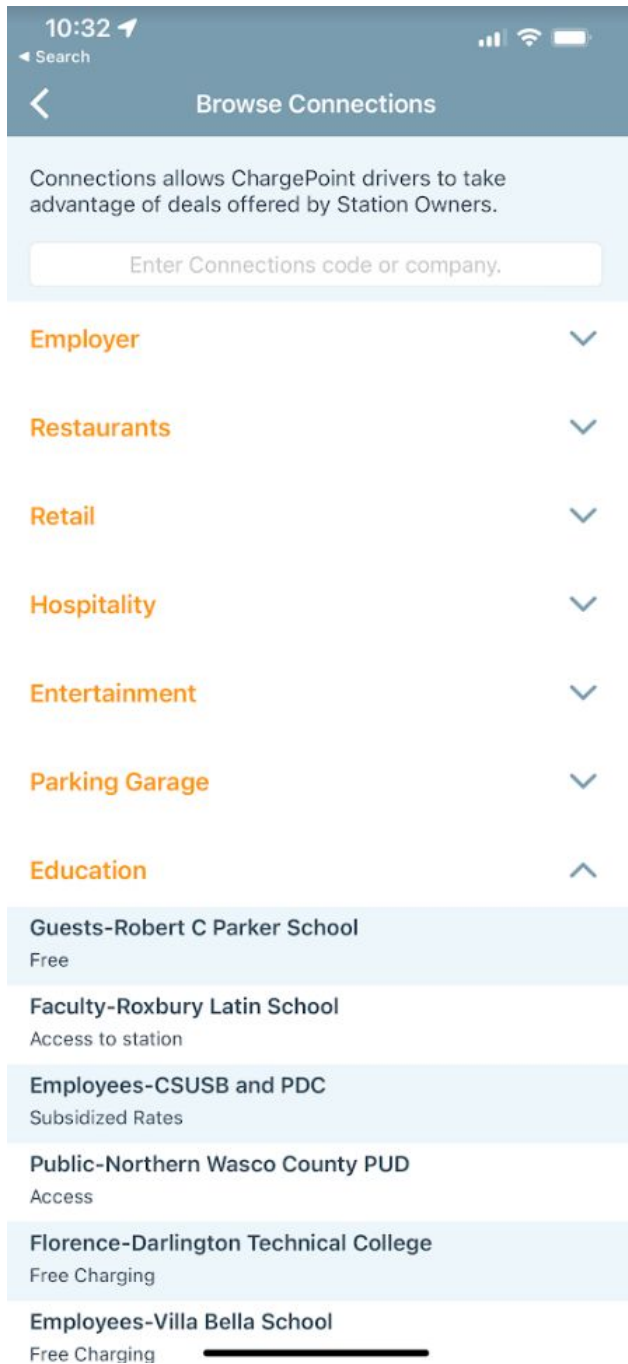 10:32
◀ Search
Browse Connections
Connections allows ChargePoint drivers to take
advantage of deals offered by Station Owners.
Enter Connections code or company.
Employer
Restaurants
Retail
Hospitality
Entertainment
Parking Garage
Education
Guests-Robert C Parker School
Free
Faculty-Roxbury Latin School
Access to station
Employees-CSUSB and PDC
Subsidized Rates
Public-Northern Wasco County PUD
Access
Florence-Darlington Technical College
Free Charging
Employees-Villa Bella School
Free Charging